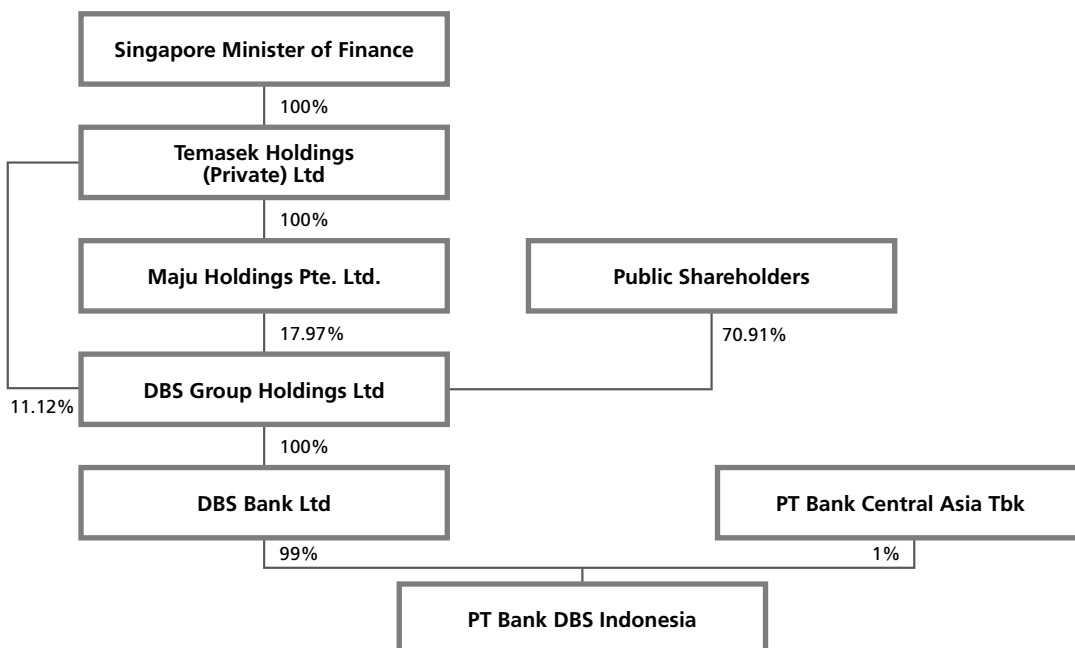 Singapore Minister of Finance
100%
Temasek Holdings
(Private) Ltd
100%
Maju Holdings Pte. Ltd.
Public Shareholders
17.97%
70.91%
DBS Group Holdings Ltd
11.12%
100%
DBS Bank Ltd
PT Bank Central Asia Tbk
99%
1%
PT Bank DBS Indonesia